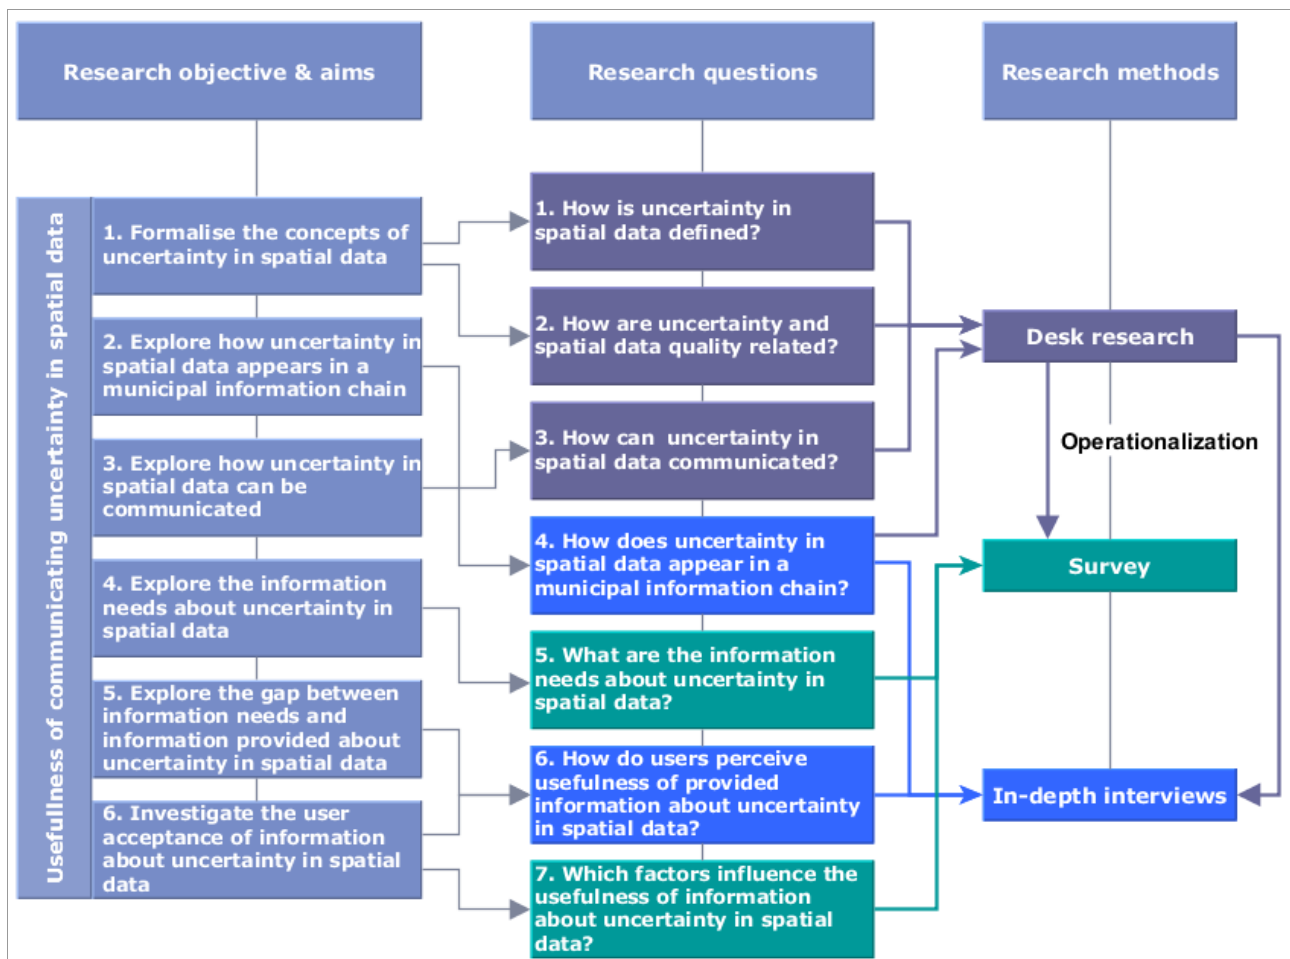 Research objective & aims
Research questions
Research methods
Usefullness of communicating uncertainty in spatial data
1. Formalise the concepts of
uncertainty in spatial data
2. Explore how uncertainty in
spatial data appears in a
municipal information chain
3. Explore how uncertainty in
spatial data can be
communicated
4. Explore the information
needs about uncertainty in
spatial data
5. Explore the gap between
information needs and
information provided about
uncertainty in spatial data
6. Investigate the user
acceptance of information
about uncertainty in spatial
data
1. How is uncertainty in
spatial data defined?
2. How are uncertainty and
spatial data quality related?
3. How can  uncertainty in
spatial data communicated?
4. How does uncertainty in
spatial data appear in a
municipal information chain?
5. What are the information
needs about uncertainty in
spatial data?
6. How do users perceive
usefulness of provided
information about uncertainty
in spatial data?
7. Which factors influence the
usefulness of information
about uncertainty in spatial
data?
Desk research
Operationalization
Survey
In-depth interviews